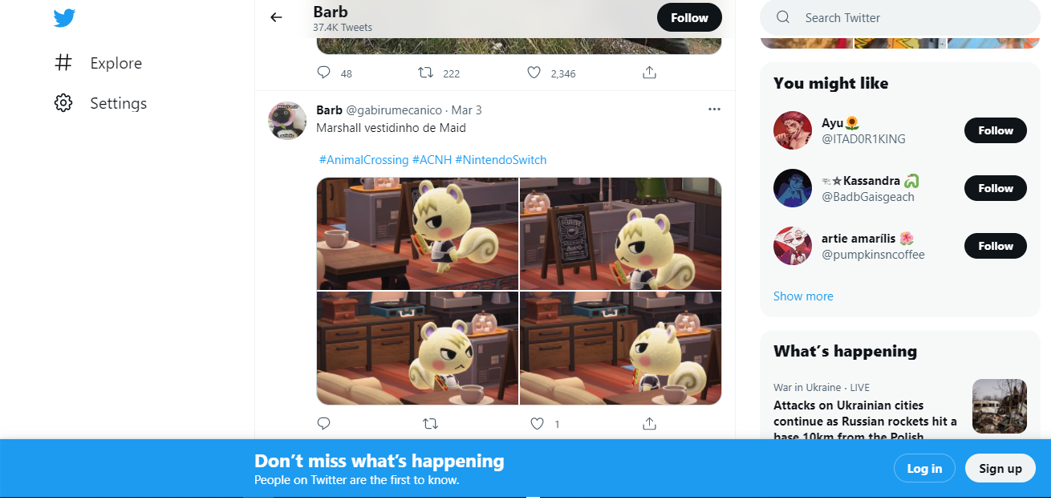 Explore
Settings
Barb
37.4K Tweets
Follow
48
222
2,346
Barb @gabirumecanico · Mar 3
Marshall vestidinho de Maid
#AnimalCrossing #ACNH #NintendoSwitch
1
Search Twitter
You might like
Ayu🌻
@ITAD0R1KING
Follow
Kassandra
@BadbGaisgeach
Follow
artie amarílis 🌺
@pumpkinsncoffee
Follow
Show more
What's happening
War in Ukraine · LIVE
Attacks on Ukrainian cities
continue as Russian rockets hit a
base 10km from the Polish
Don't miss what's happening
People on Twitter are the first to know.
Log in
Sign up